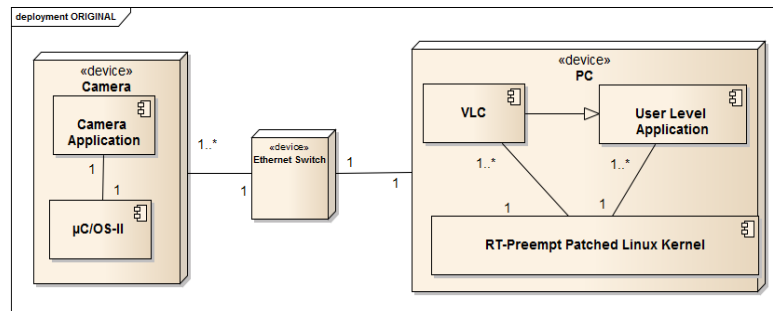 deployment ORIGINAL
«device»
Camera
Camera
Application
1
1
µC/OS-II
1..*
1
«device»
Ethernet Switch
1
1
«device»
PC
VLC
User Level
Application
1..*
1..*
1
1
RT-Preempt Patched Linux Kernel